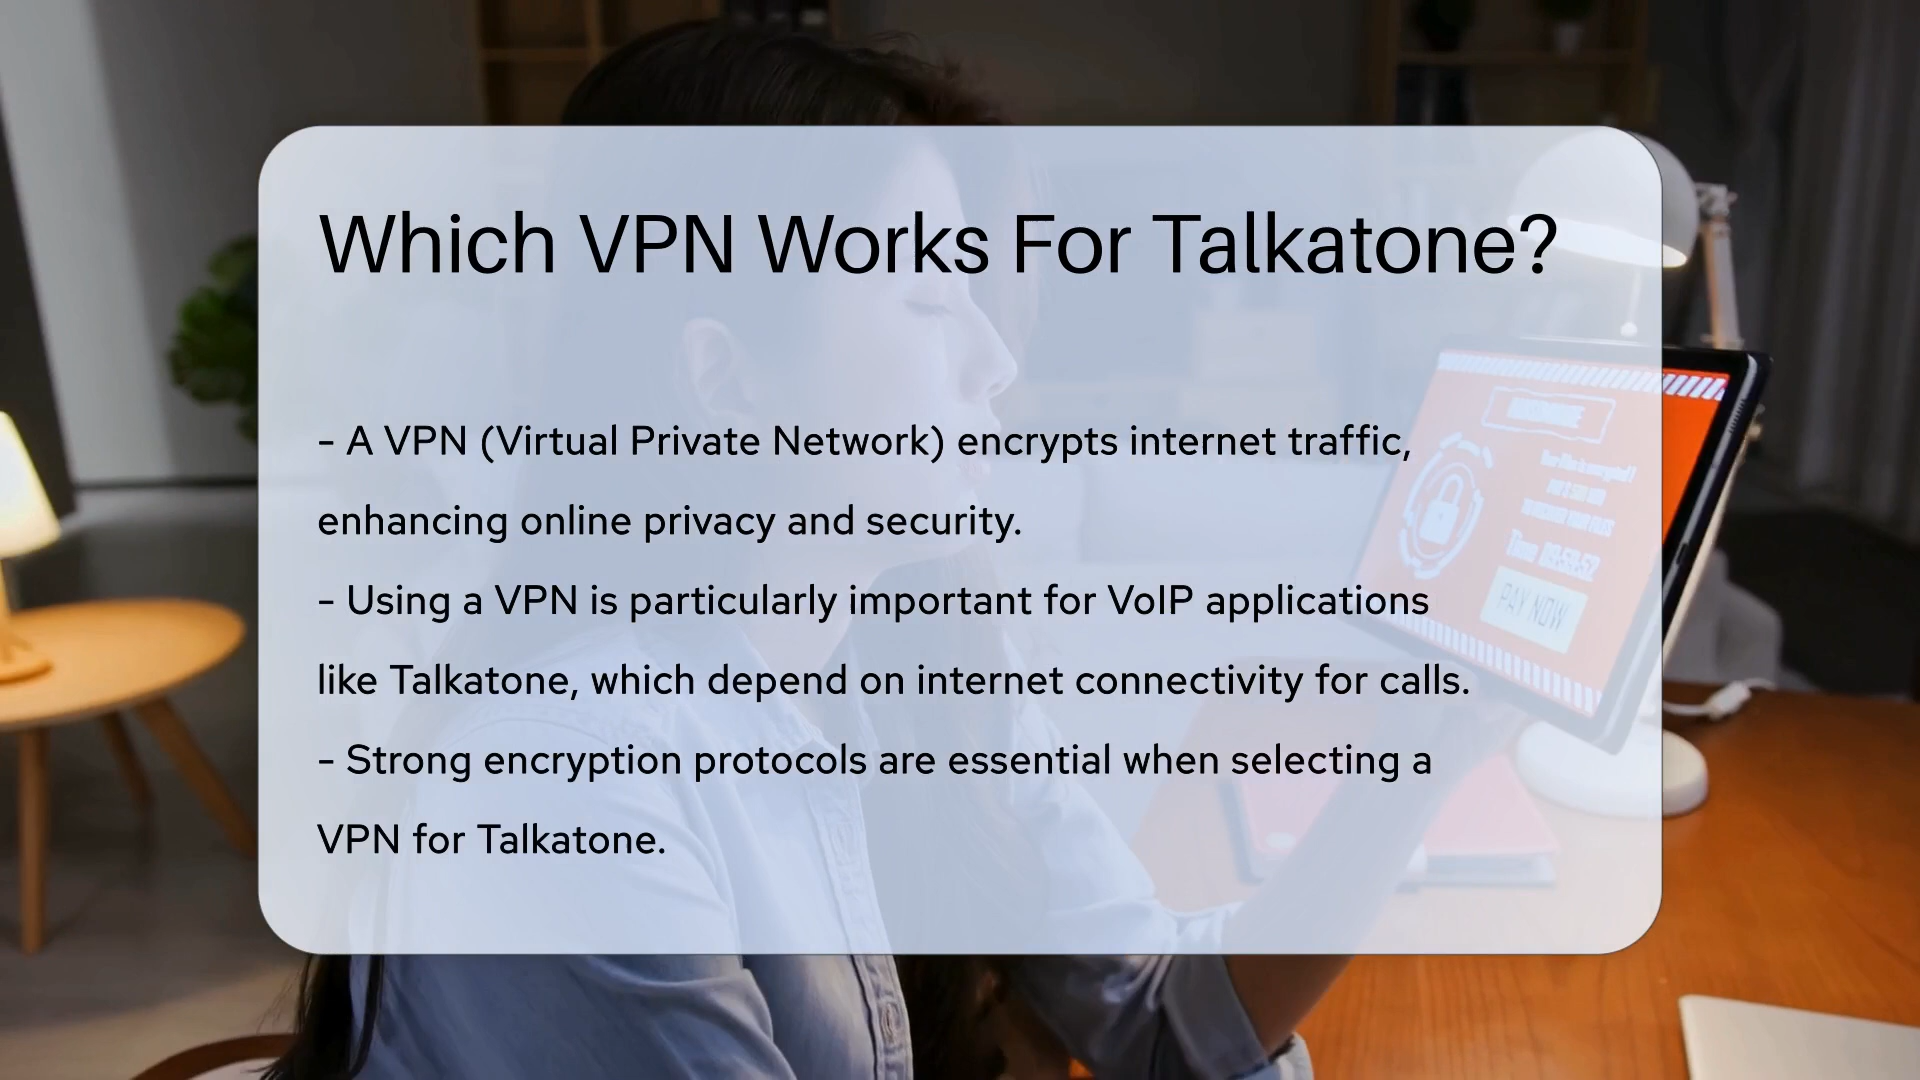 Which VPN Works For Talkatone?
- A VPN (Virtual Private Network) encrypts internet traffic,
enhancing online privacy and security.
- Using a VPN is particularly important for VoIP applications
like Talkatone, which depend on internet connectivity for calls.
- Strong encryption protocols are essential when selecting a
VPN for Talkatone.
PAY NOW